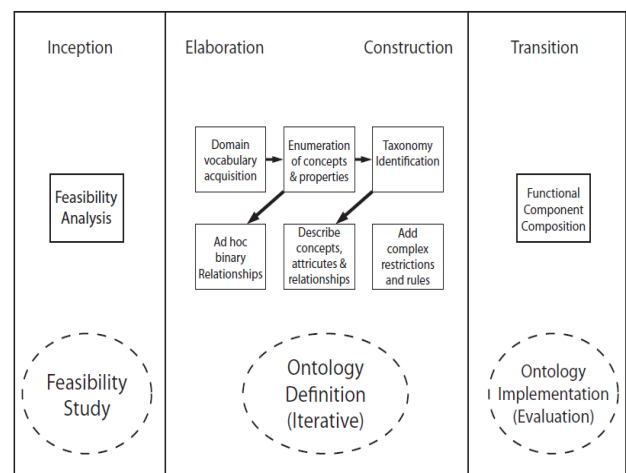 Inception
Elaboration
Construction
Transition
Feasibility
Analysis
Domain
vocabulary
acquisition
Enumeration
of concepts
& properties
Taxonomy
Identification
Ad hoc
binary
Relationships
Describe
concepts,
attricutes &
relationships
Add
complex
restrictions
and rules
Functional
Component
Composition
Feasibility
Study
Ontology
Definition
(Iterative)
Ontology
Implementation
(Evaluation)